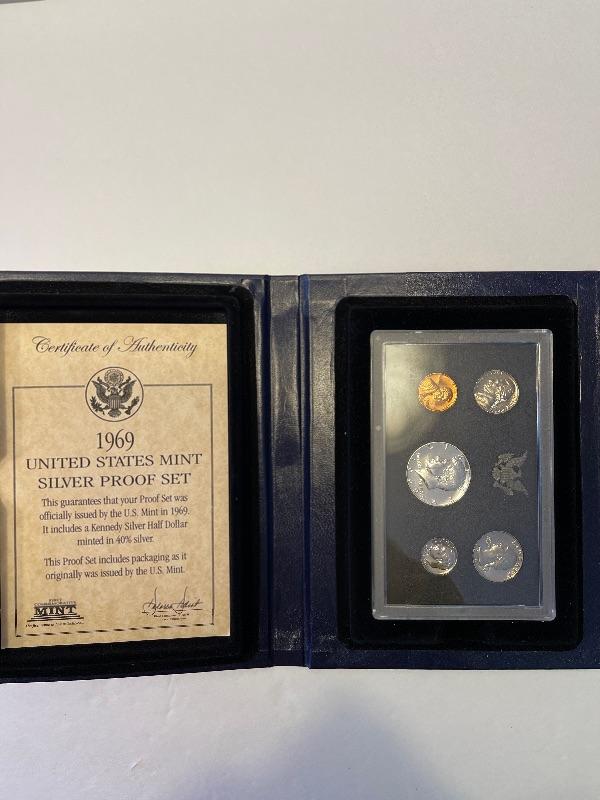 Certificate of Authenticity
1969
UNITED STATES MINT
SILVER PROOF SET
This guarantees that your Proof Set was
officially issued by the U.S. Mint in 1969.
It includes a Kennedy Silver Half Dollar
minted in 40% silver.
This Proof Set includes packaging as it
originally was issued by the U.S. Mint.
FIRST
COMMEMORATIVE
MINT